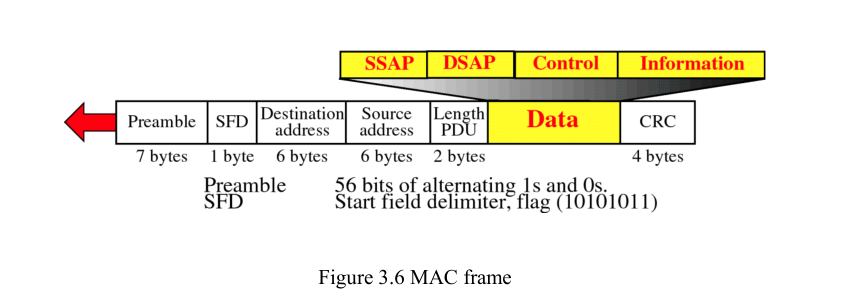 SSAP DSAP Control Information
Preamble SFD Destination address Source address Length PDU Data CRC
7 bytes 1 byte 6 bytes 6 bytes 2 bytes 4 bytes
Preamble 56 bits of alternating 1s and 0s.
SFD Start field delimiter, flag (10101011)
Figure 3.6 MAC frame